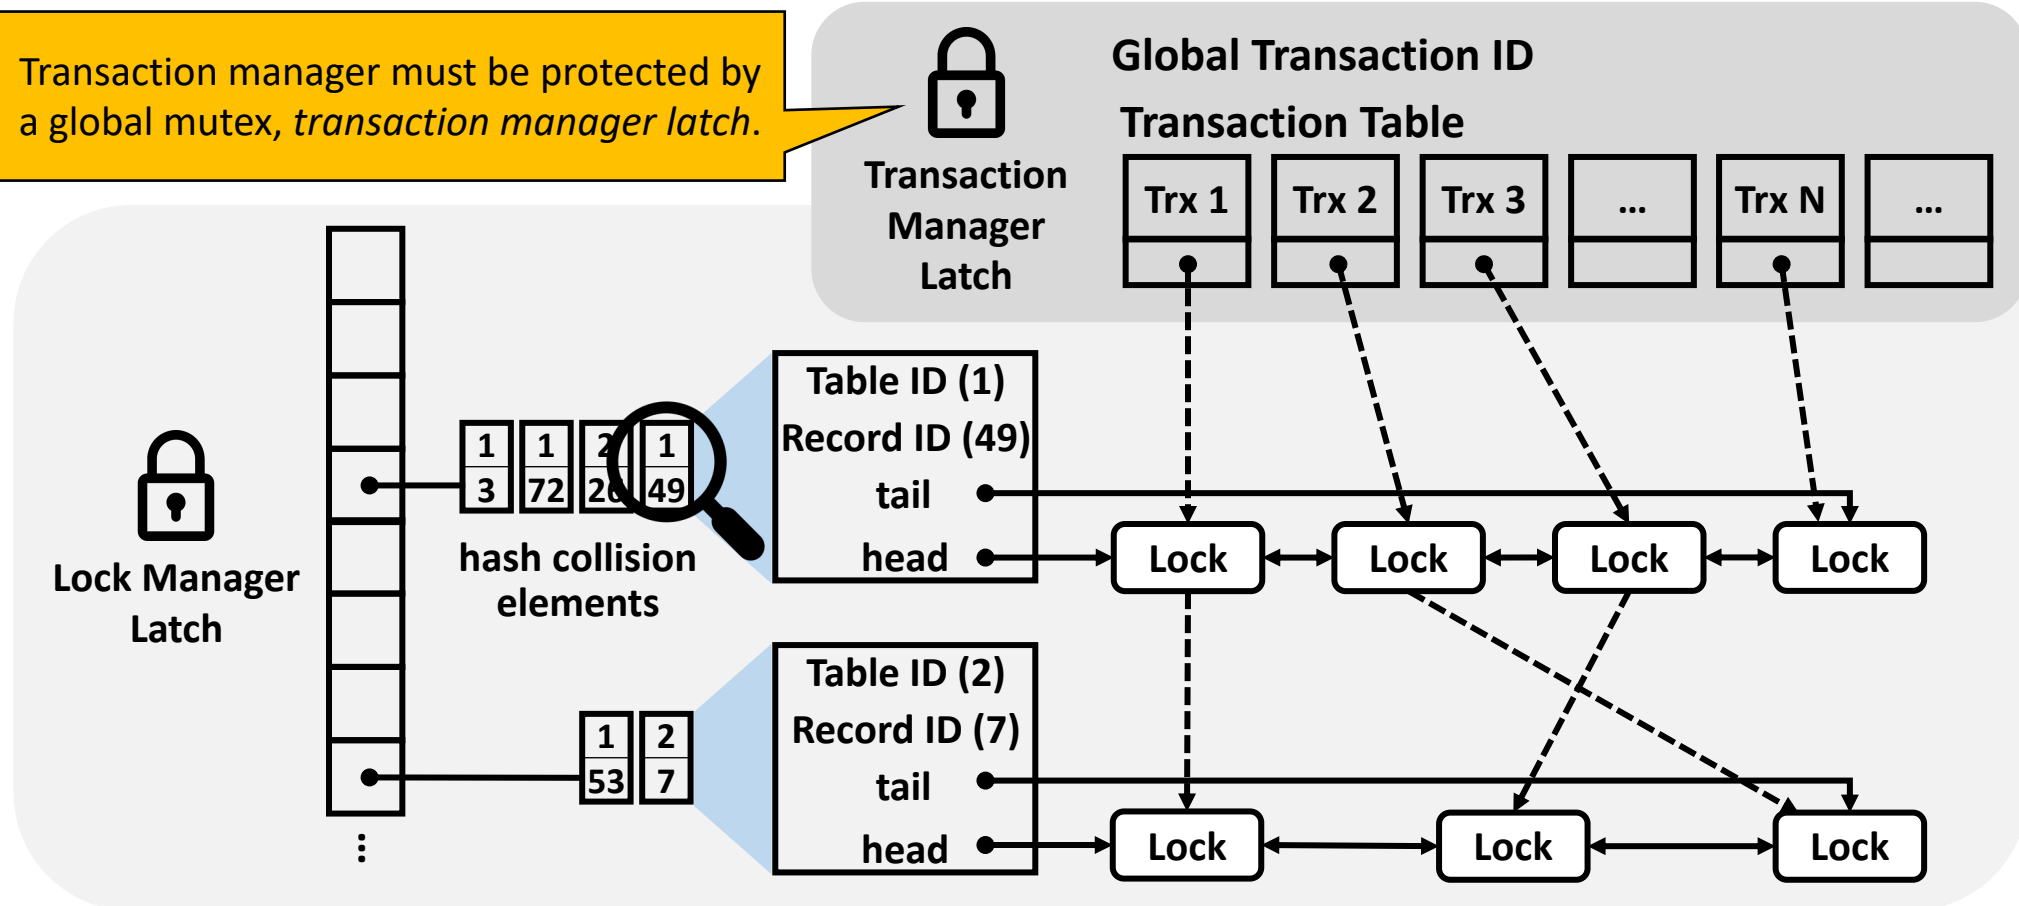 Transaction manager must be protected by
a global mutex, transaction manager latch.
Global Transaction ID
Transaction Table
Transaction
Manager
Latch
Trx 1
Trx 2
Trx 3
...
Trx N
...
Lock Manager
Latch
1
3
1
72
2
26
1
49
hash collision
elements
Table ID (1)
Record ID (49)
tail
head
Lock
Lock
Lock
Lock
1
53
2
7
Table ID (2)
Record ID (7)
tail
head
Lock
Lock
Lock
...